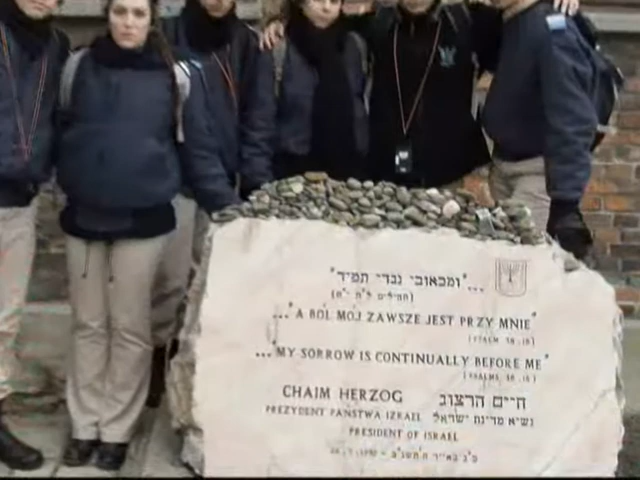 ..."ומכאובי נגדי תמיד"
(תהילים ל"ח י"ח)
..."A BÓL MÓJ ZAWSZE JEST PRZY MNIE"
(PSALM 38,18)
..."MY SORROW IS CONTINUALLY BEFORE ME"
(PSALMS 38,18)
CHAIM HERZOG חיים הרצוג
PREZYDENT PAŃSTWA IZRAEL נשיא מדינת ישראל
PRESIDENT OF ISRAEL